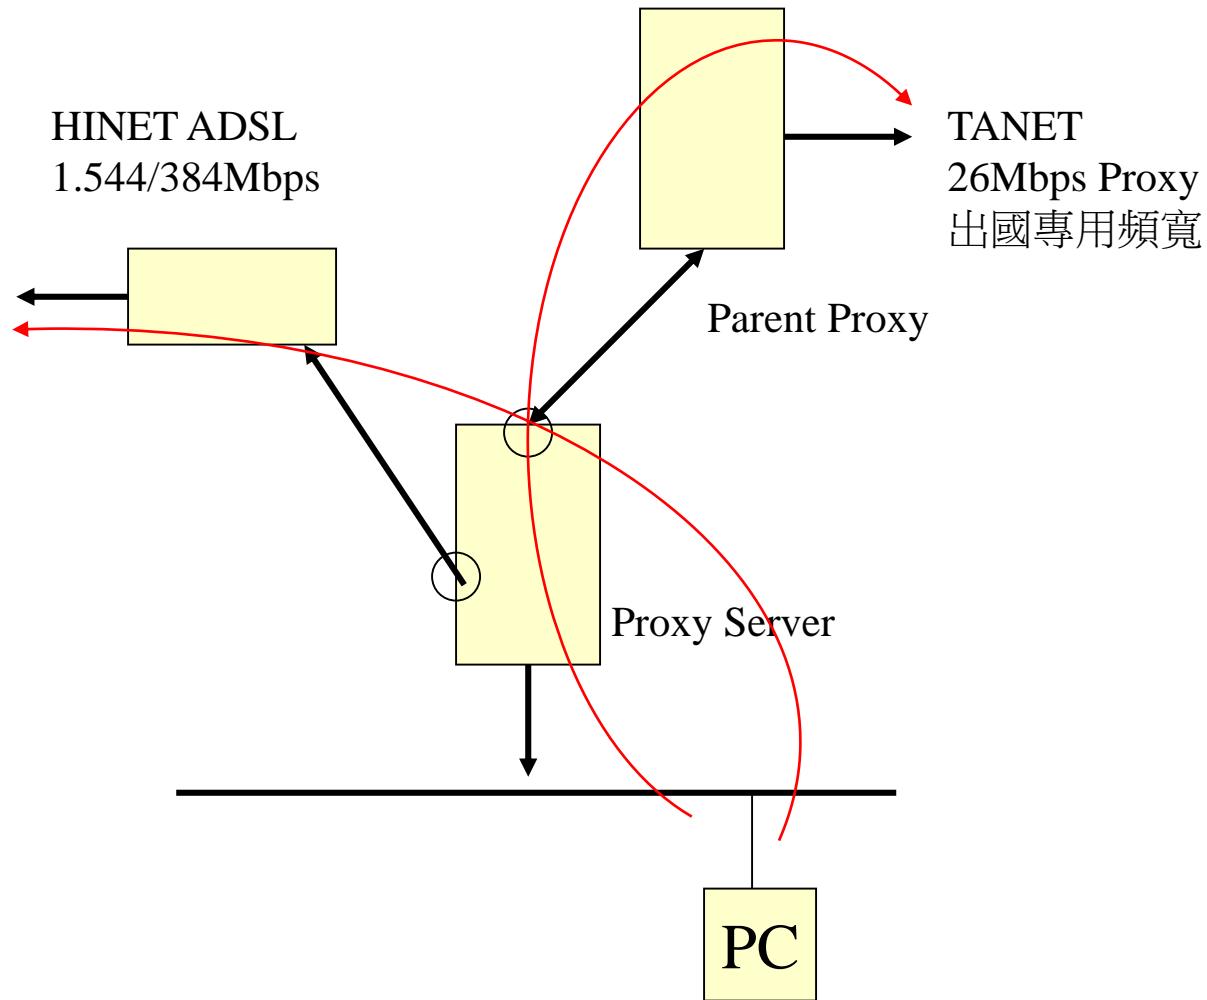 HINET ADSL
1.544/384Mbps
TANET
26Mbps Proxy
出國專用頻寬
Parent Proxy
Proxy Server
PC